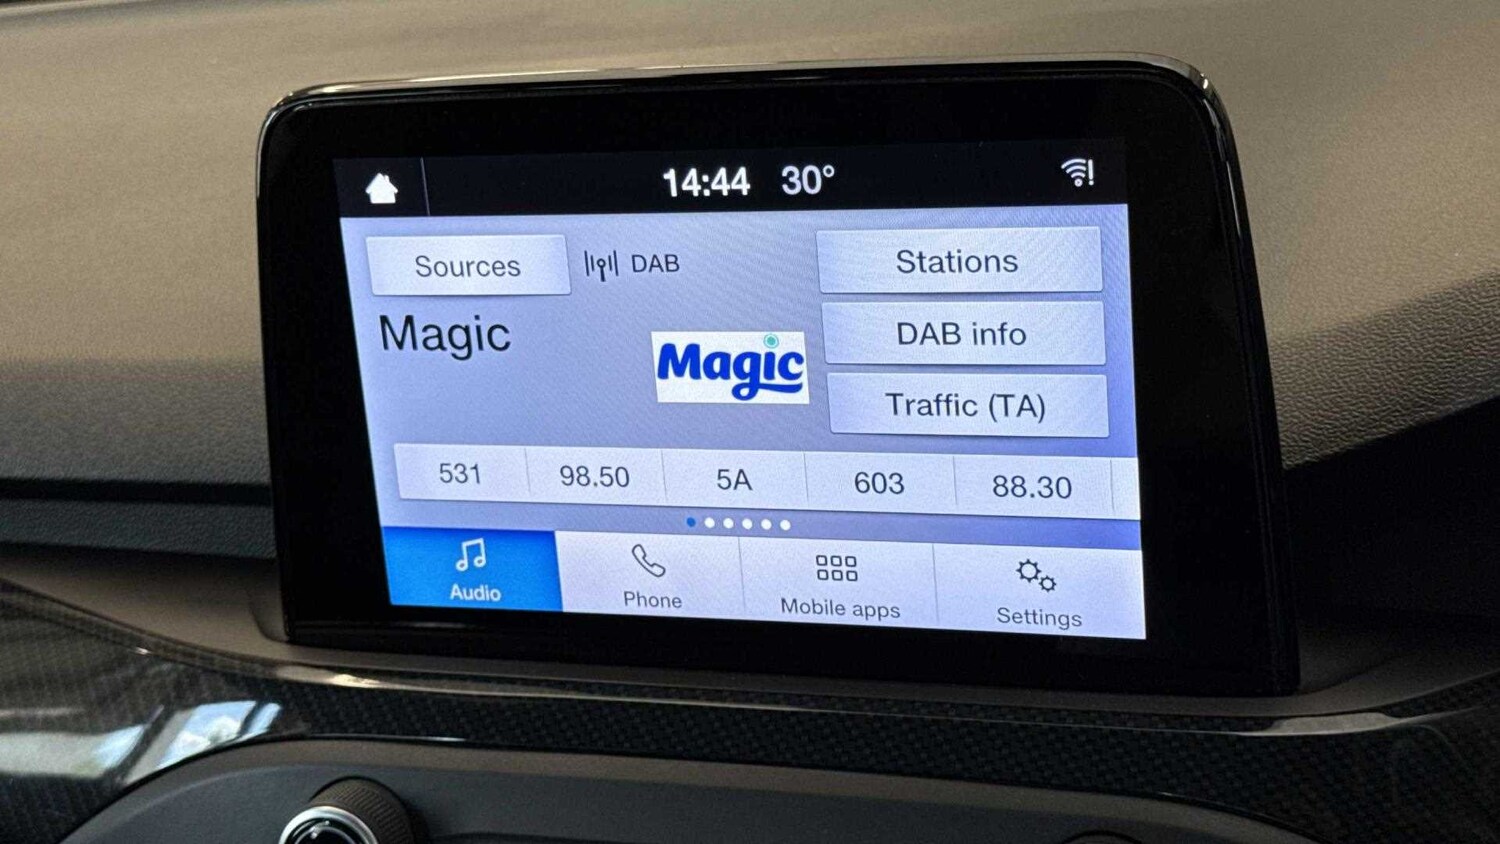 14:44 30°
Sources DAB
Stations
Magic
Magic
DAB info
Traffic (TA)
531 98.50 5A 603 88.30
Audio Phone Mobile apps Settings